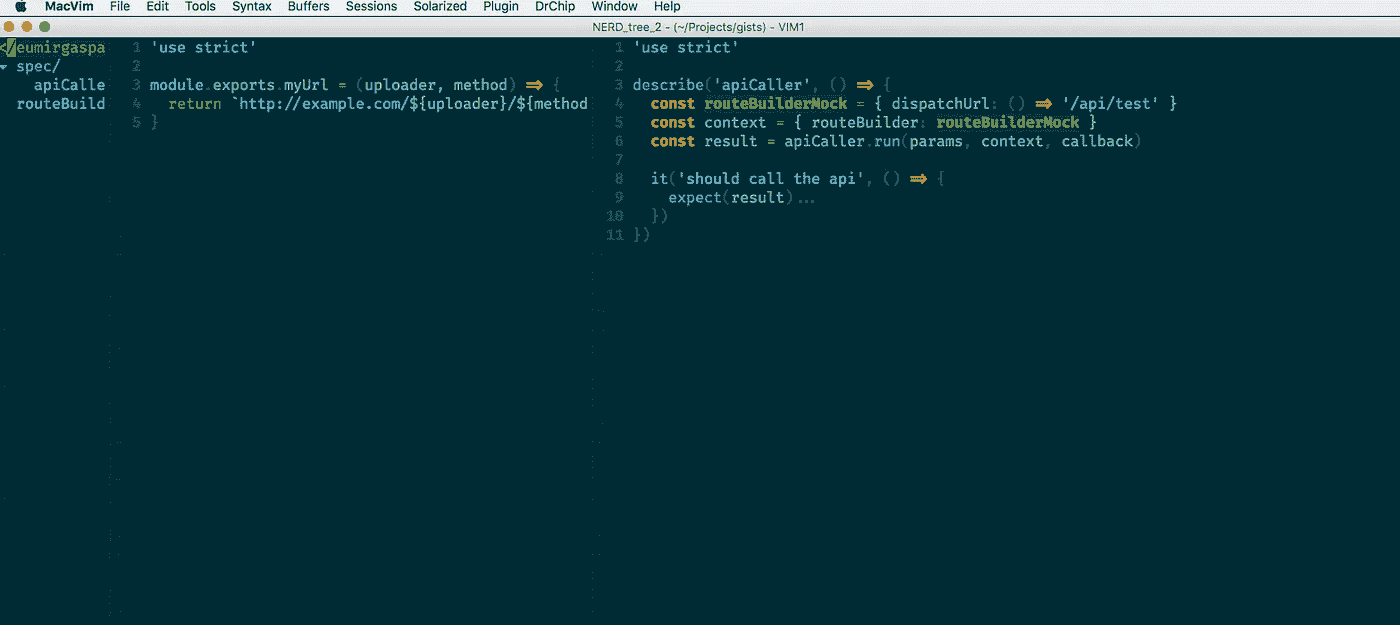 MacVim File Edit Tools Syntax Buffers Sessions Solarized Plugin DrChip Window Help
NERD_tree_2 - (~/Projects/gists) - VIM1
</eumirgaspa
▾ spec/
apiCalle
routeBuild
1 'use strict'
2
3 module.exports.myUrl = (uploader, method) => {
4 return `http://example.com/${uploader}/${method
5 }
1 'use strict'
2
3 describe('apiCaller', () => {
4 const routeBuilderMock = { dispatchUrl: () => '/api/test' }
5 const context = { routeBuilder: routeBuilderMock }
6 const result = apiCaller.run(params, context, callback)
7
8 it('should call the api', () => {
9 expect(result)...
10 })
11 })